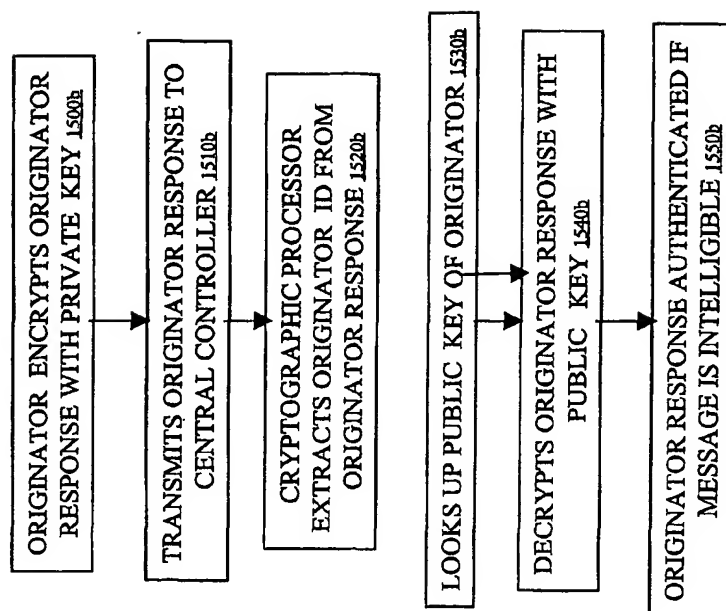 ORIGINATOR ENCRYPTS ORIGINATOR
RESPONSE WITH PRIVATE KEY 1500b
TRANSMITS ORIGINATOR RESPONSE TO
CENTRAL CONTROLLER 1510b
CRYPTOGRAPHIC PROCESSOR
EXTRACTS ORIGINATOR ID FROM
ORIGINATOR RESPONSE 1520b
LOOKS UP PUBLIC KEY OF ORIGINATOR 1530b
DECRYPTS ORIGINATOR RESPONSE WITH
PUBLIC KEY 1540b
ORIGINATOR RESPONSE AUTHENTICATED IF
MESSAGE IS INTELLIGIBLE 1550b